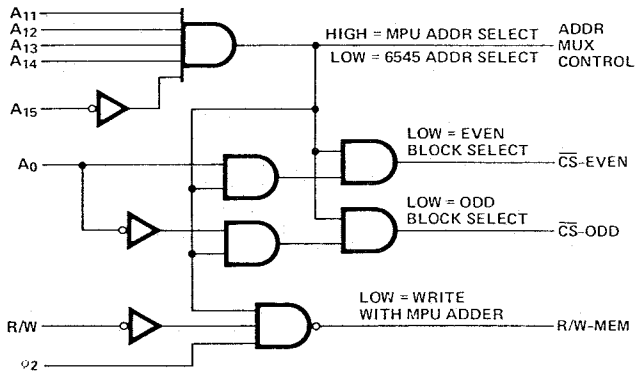 A11
A12
A13
A14
A15
HIGH = MPU ADDR SELECT
LOW = 6545 ADDR SELECT
ADDR
MUX
CONTROL
A0
LOW = EVEN
BLOCK SELECT
CS-EVEN
LOW = ODD
BLOCK SELECT
CS-ODD
R/W
LOW = WRITE
WITH MPU ADDER
R/W-MEM
φ2